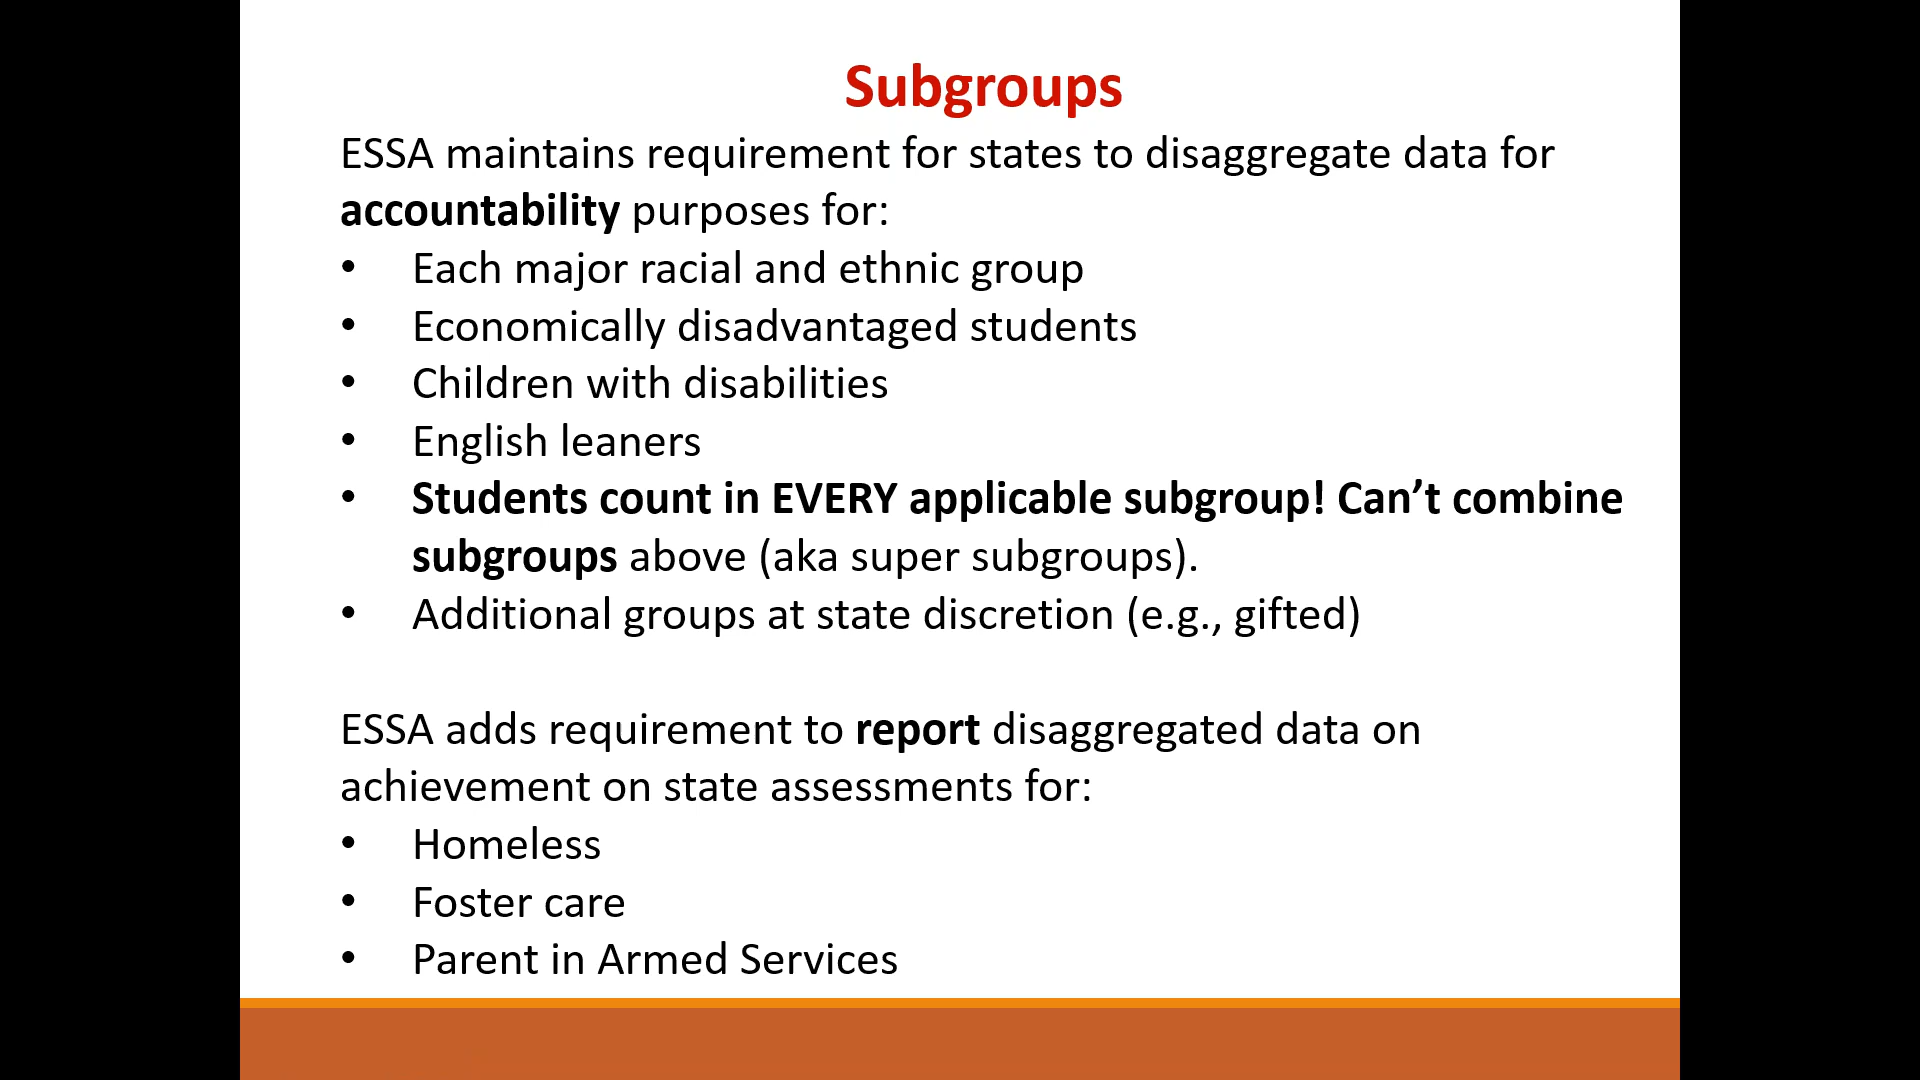 Subgroups
ESSA maintains requirement for states to disaggregate data for
accountability purposes for:
• Each major racial and ethnic group
• Economically disadvantaged students
• Children with disabilities
• English leaners
• Students count in EVERY applicable subgroup! Can’t combine
subgroups above (aka super subgroups).
• Additional groups at state discretion (e.g., gifted)
ESSA adds requirement to report disaggregated data on
achievement on state assessments for:
• Homeless
• Foster care
• Parent in Armed Services